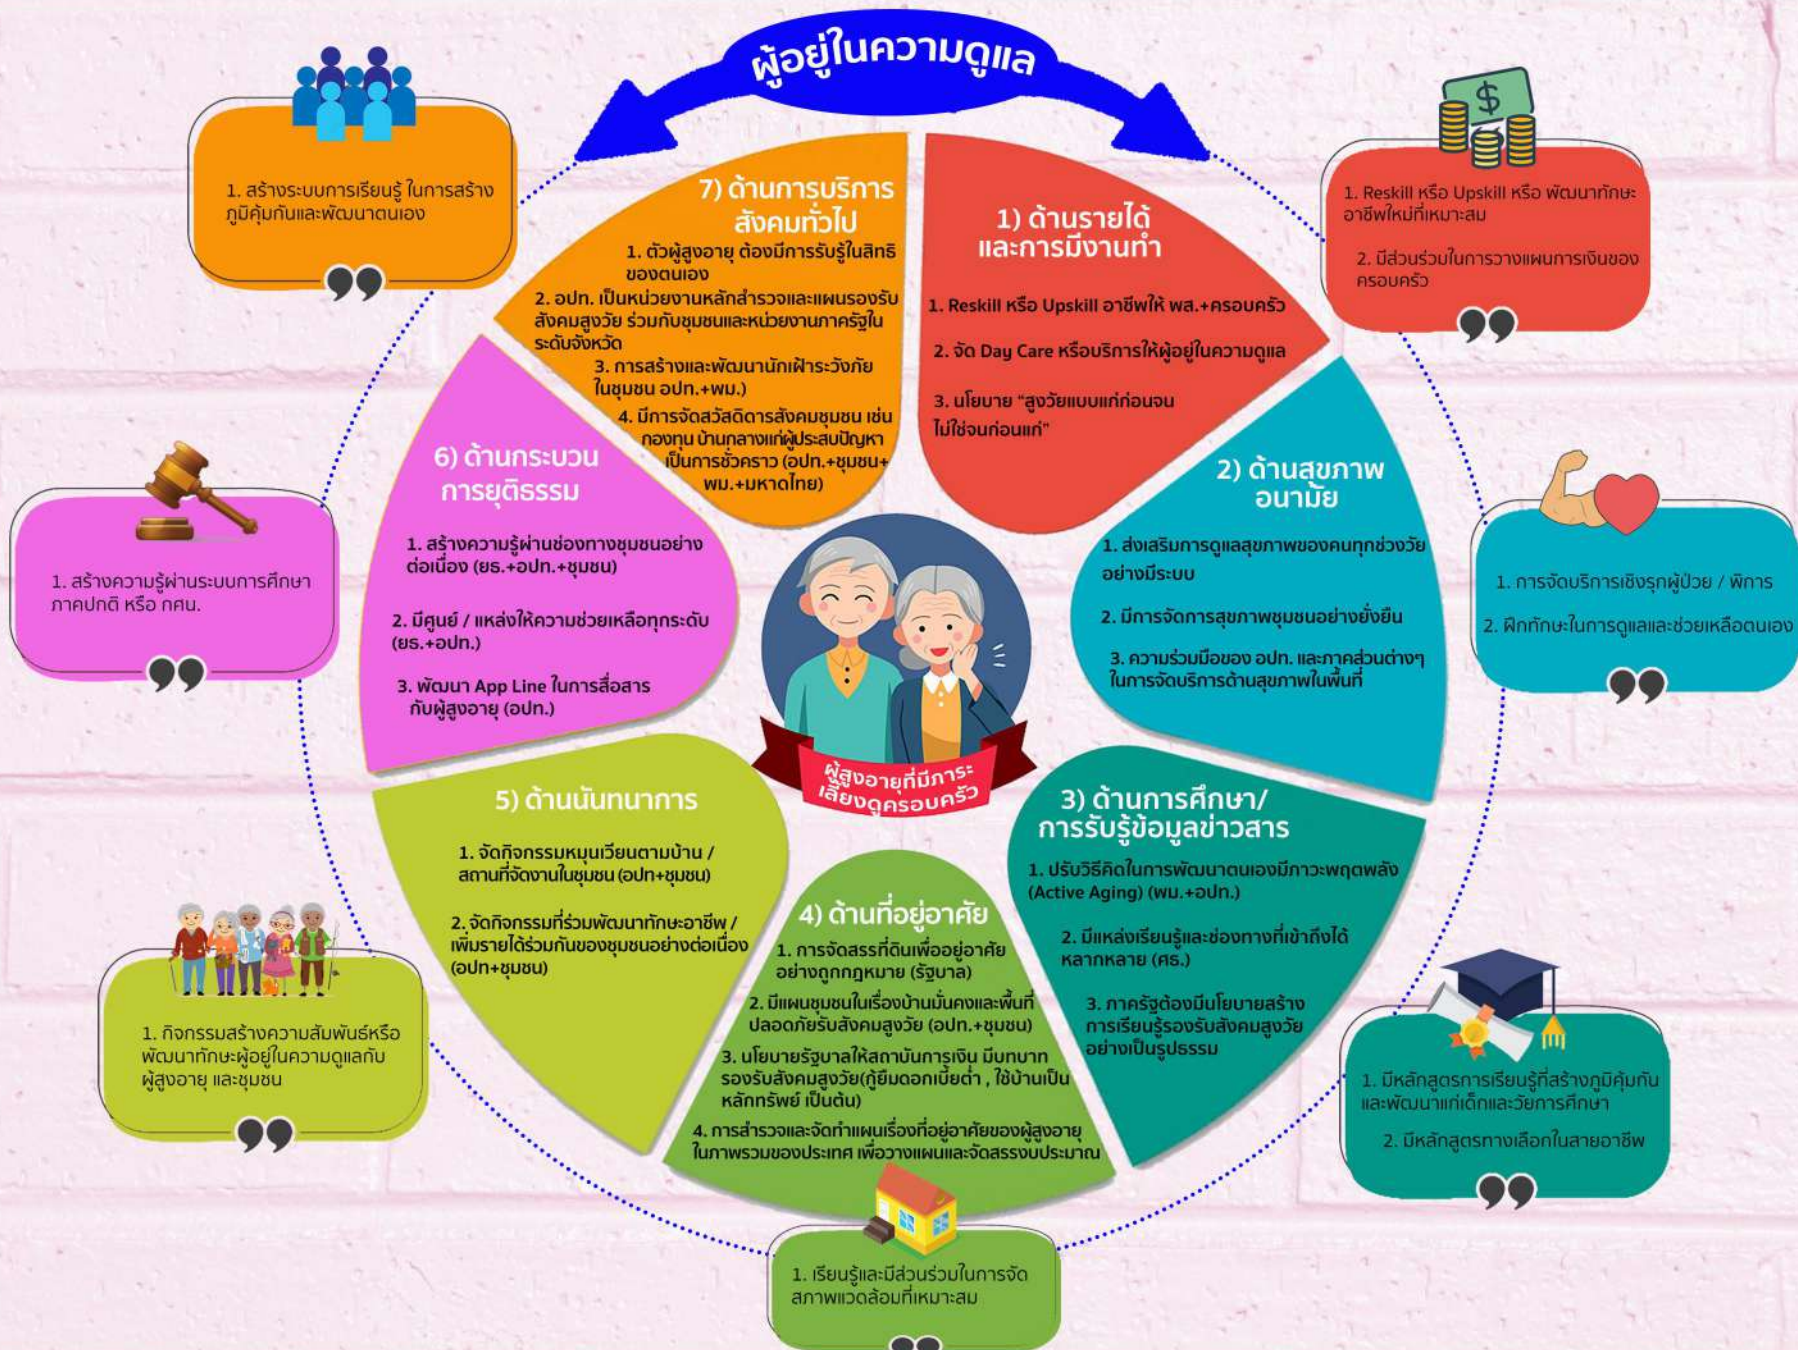 ผู้อยู่ในความดูแล
1) ด้านรายได้
และการมีงานทำ
1. Reskill หรือ Upskill อาชีพให้ พส.+ครอบครัว
2. จัด Day Care หรือบริการให้ผู้อยู่ในความดูแล
3. นโยบาย “สูงวัยแบบแก่ก่อนจน
ไม่ใช่จนก่อนแก่”
1. Reskill หรือ Upskill หรือ พัฒนาทักษะ
อาชีพใหม่ที่เหมาะสม
2. มีส่วนร่วมในการวางแผนการเงินของ
ครอบครัว
2) ด้านสุขภาพ
อนามัย
1. ส่งเสริมการดูแลสุขภาพของคนทุกช่วงวัย
อย่างมีระบบ
2. มีการจัดการสุขภาพชุมชนอย่างยั่งยืน
3. ความร่วมมือของ อปท. และภาคส่วนต่างๆ
ในการจัดบริการด้านสุขภาพในพื้นที่
1. การจัดบริการเชิงรุกผู้ป่วย / พิการ
2. ฝึกทักษะในการดูแลและช่วยเหลือตนเอง
3) ด้านการศึกษา/
การรับรู้ข้อมูลข่าวสาร
1. ปรับวิธีคิดในการพัฒนาตนเองมีภาวะพฤตพลัง
(Active Aging) (พม.+อปท.)
2. มีแหล่งเรียนรู้และช่องทางที่เข้าถึงได้
หลากหลาย (ศธ.)
3. ภาครัฐต้องมีนโยบายสร้าง
การเรียนรู้รองรับสังคมสูงวัย
อย่างเป็นรูปธรรม
1. มีหลักสูตรการเรียนรู้ที่สร้างภูมิคุ้มกัน
และพัฒนาแก่เด็กและวัยการศึกษา
2. มีหลักสูตรทางเลือกในสายอาชีพ
4) ด้านที่อยู่อาศัย
1. การจัดสรรที่ดินเพื่ออยู่อาศัย
อย่างถูกกฎหมาย (รัฐบาล)
2. มีแผนชุมชนในเรื่องบ้านมั่นคงและพื้นที่
ปลอดภัยรับสังคมสูงวัย (อปท.+ชุมชน)
3. นโยบายรัฐบาลให้สถาบันการเงิน มีบทบาท
รองรับสังคมสูงวัย(กู้ยืมดอกเบี้ยต่ำ , ใช้บ้านเป็น
หลักทรัพย์ เป็นต้น)
4. การสำรวจและจัดทำแผนเรื่องที่อยู่อาศัยของผู้สูงอายุ
ในภาพรวมของประเทศ เพื่อวางแผนและจัดสรรงบประมาณ
1. เรียนรู้และมีส่วนร่วมในการจัด
สภาพแวดล้อมที่เหมาะสม
5) ด้านนันทนาการ
1. จัดกิจกรรมหมุนเวียนตามบ้าน /
สถานที่จัดงานในชุมชน (อปท+ชุมชน)
2. จัดกิจกรรมที่ร่วมพัฒนาทักษะอาชีพ /
เพิ่มรายได้ร่วมกันของชุมชนอย่างต่อเนื่อง
(อปท+ชุมชน)
1. กิจกรรมสร้างความสัมพันธ์หรือ
พัฒนาทักษะผู้อยู่ในความดูแลกับ
ผู้สูงอายุ และชุมชน
6) ด้านกระบวน
การยุติธรรม
1. สร้างความรู้ผ่านช่องทางชุมชนอย่าง
ต่อเนื่อง (ยธ.+อปท.+ชุมชน)
2. มีศูนย์ / แหล่งให้ความช่วยเหลือทุกระดับ
(ยธ.+อปท.)
3. พัฒนา App Line ในการสื่อสาร
กับผู้สูงอายุ (อปท.)
1. สร้างความรู้ผ่านระบบการศึกษา
ภาคปกติ หรือ กศน.
7) ด้านการบริการ
สังคมทั่วไป
1. ตัวผู้สูงอายุ ต้องมีการรับรู้ในสิทธิ
ของตนเอง
2. อปท. เป็นหน่วยงานหลักสำรวจและแผนรองรับ
สังคมสูงวัย ร่วมกับชุมชนและหน่วยงานภาครัฐใน
ระดับจังหวัด
3. การสร้างและพัฒนานักเฝ้าระวังภัย
ในชุมชน อปท.+พม.)
4. มีการจัดสวัสดิดารสังคมชุมชน เช่น
กองทุน บ้านกลางแก่ผู้ประสบปัญหา
เป็นการชั่วคราว (อปท.+ชุมชน+
พม.+มหาดไทย)
1. สร้างระบบการเรียนรู้ ในการสร้าง
ภูมิคุ้มกันและพัฒนาตนเอง
ผู้สูงอายุที่มีภาระ
เลี้ยงดูครอบครัว